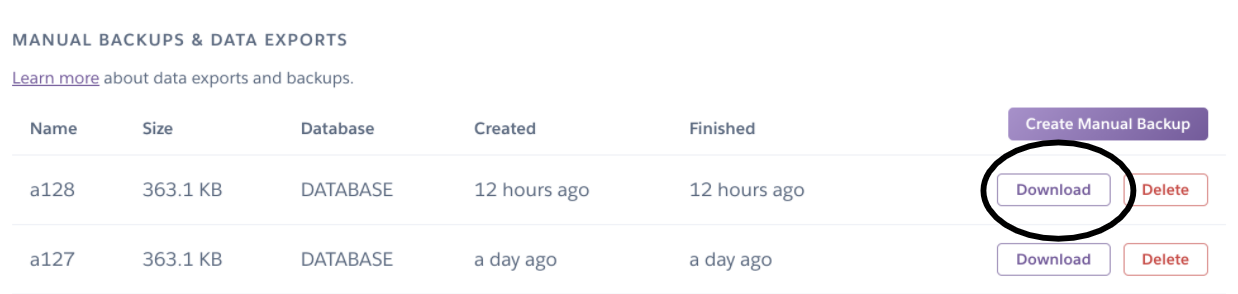 MANUAL BACKUPS & DATA EXPORTS
Learn more about data exports and backups.
Name Size Database Created Finished Create Manual Backup
a128 363.1 KB DATABASE 12 hours ago 12 hours ago Download Delete
a127 363.1 KB DATABASE a day ago a day ago Download Delete